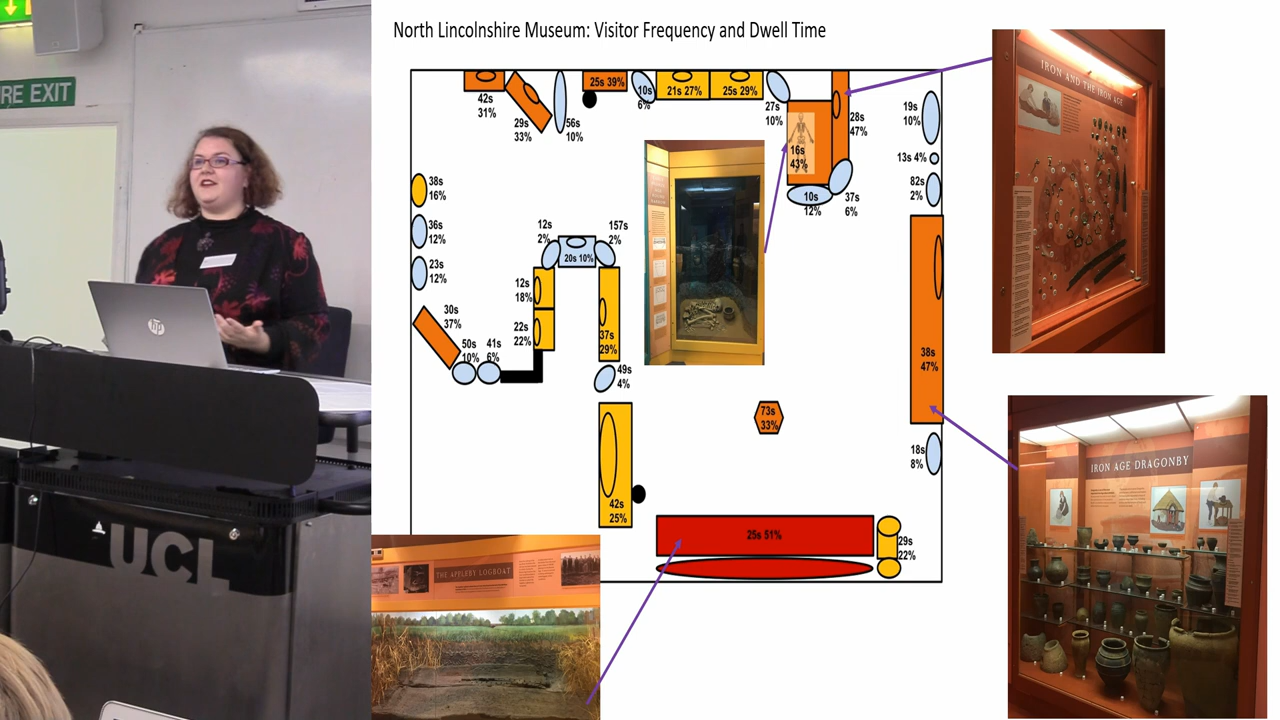 RE EXIT
UCL
hp
North Lincolnshire Museum: Visitor Frequency and Dwell Time
42s
31%
29s
33%
56s
10%
25s 39%
10s
6%
21s 27%
25s 29%
27s
10%
28s
47%
16s
43%
10s
12%
37s
6%
19s
10%
13s 4%
82s
2%
38s
16%
36s
12%
23s
12%
30s
37%
50s
10%
41s
6%
12s
2%
157s
2%
20s 10%
12s
18%
22s
22%
37s
29%
49s
4%
42s
25%
73s
33%
38s
47%
18s
8%
25s 51%
29s
22%
IRON AND THE IRON AGE
IRON AGE DRAGONBY
THE APPLEBY LOGBOAT